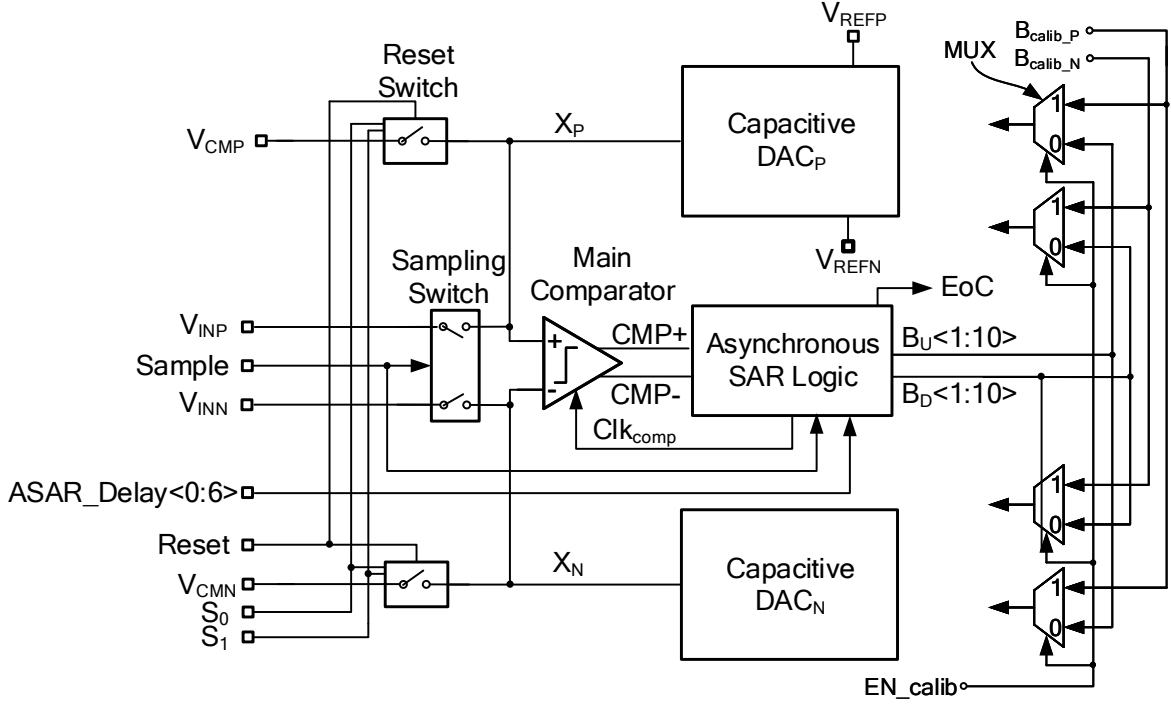 V_REFP
B_calib_P
B_calib_N
MUX
Reset
Switch
V_CMP
X_P
Capacitive
DAC_P
1
0
1
0
V_REFN
Sampling
Switch
Main
Comparator
EoC
V_INP
+
CMP+
Asynchronous
SAR Logic
B_U<1:10>
Sample
V_INN
-
CMP-
B_D<1:10>
Clk_comp
ASAR_Delay<0:6>
1
0
Reset
X_N
Capacitive
DAC_N
V_CMN
S_0
S_1
1
0
EN_calib